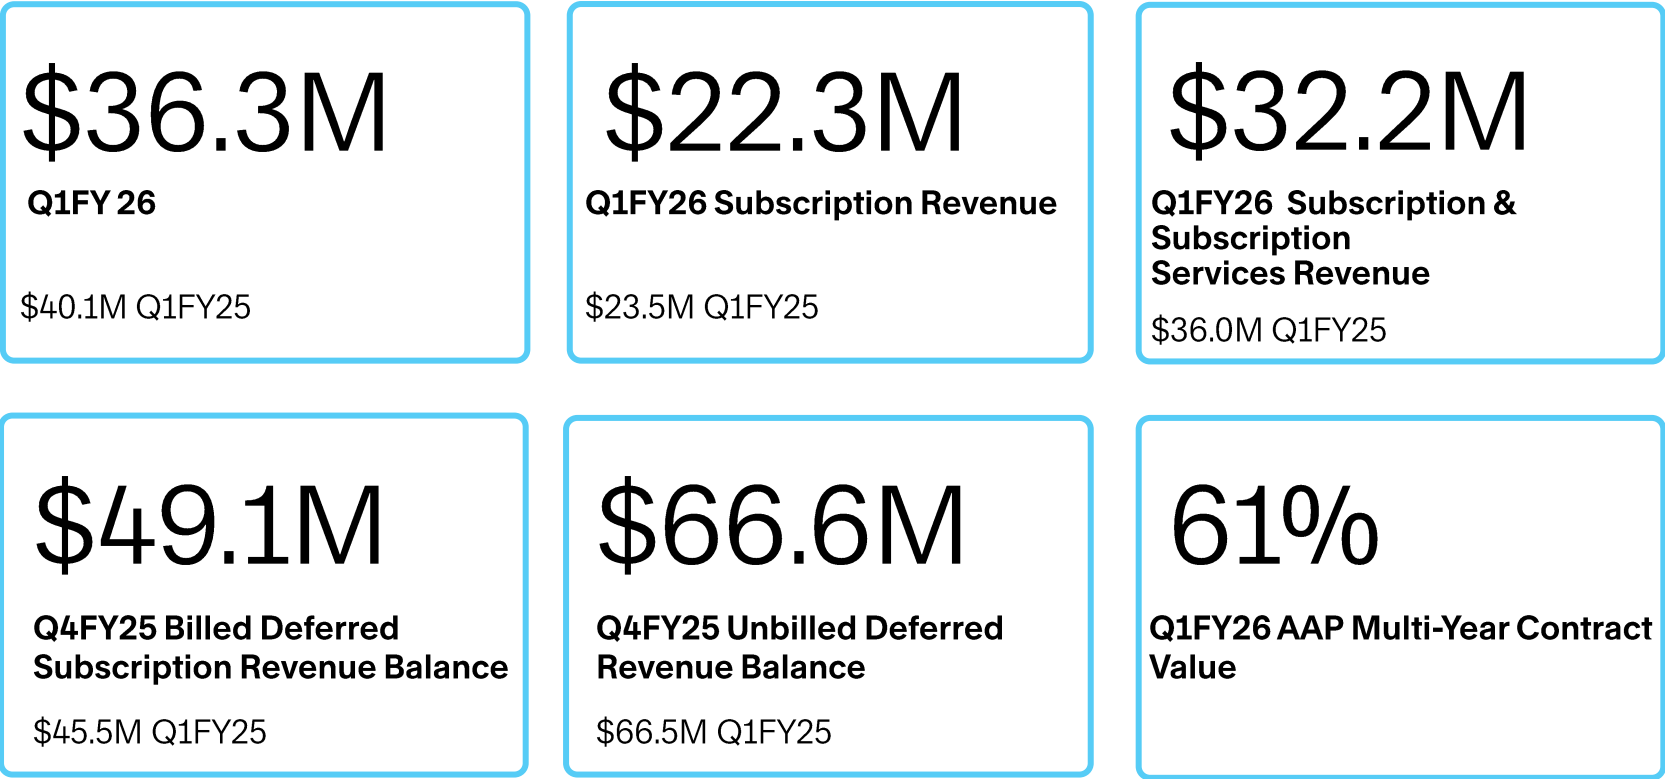 $36.3M
Q1FY 26
$40.1M Q1FY25
$22.3M
Q1FY26 Subscription Revenue
$23.5M Q1FY25
$32.2M
Q1FY26  Subscription &
Subscription
Services Revenue
$36.0M Q1FY25
$49.1M
Q4FY25 Billed Deferred
Subscription Revenue Balance
$45.5M Q1FY25
$66.6M
Q4FY25 Unbilled Deferred
Revenue Balance
$66.5M Q1FY25
61%
Q1FY26 AAP Multi-Year Contract
Value